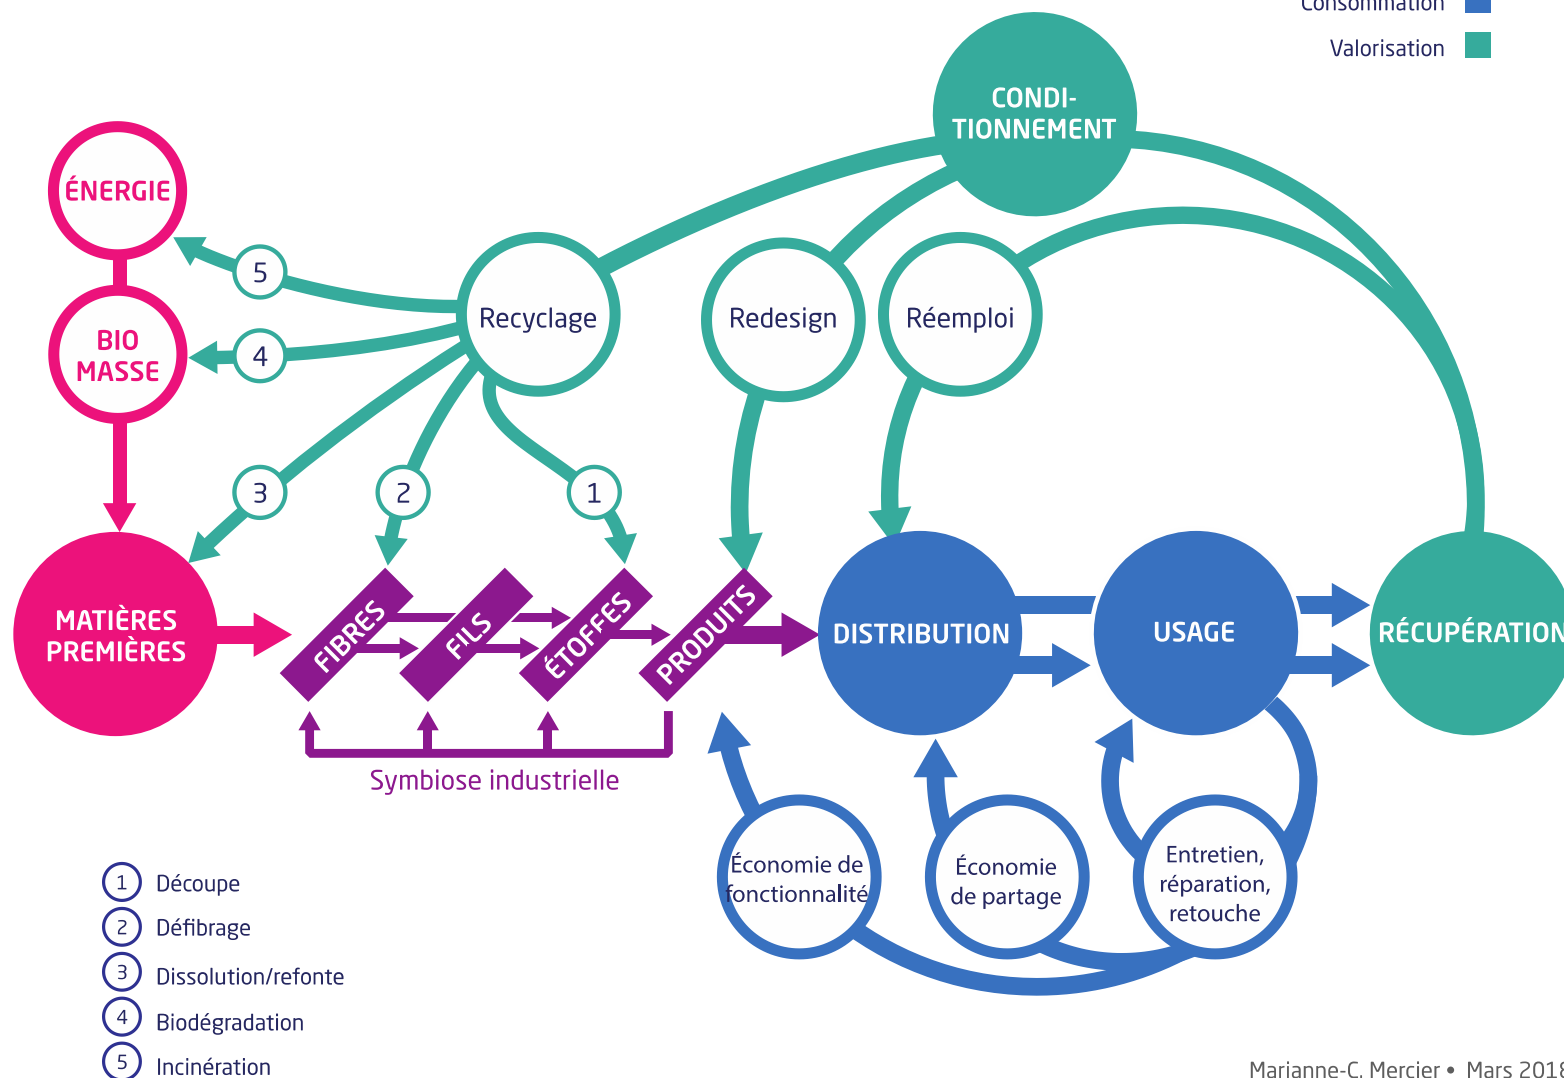 Consommation
Valorisation
CONDI-
TIONNEMENT
ÉNERGIE
BIO
MASSE
5
4
3
2
1
Recyclage
Redesign
Réemploi
MATIÈRES
PREMIÈRES
FIBRES
FILS
ÉTOFFES
PRODUITS
DISTRIBUTION
USAGE
RÉCUPÉRATION
Symbiose industrielle
Économie de
fonctionnalité
Économie
de partage
Entretien,
réparation,
retouche
1 Découpe
2 Défibrage
3 Dissolution/refonte
4 Biodégradation
5 Incinération
Marianne-C. Mercier • Mars 2018